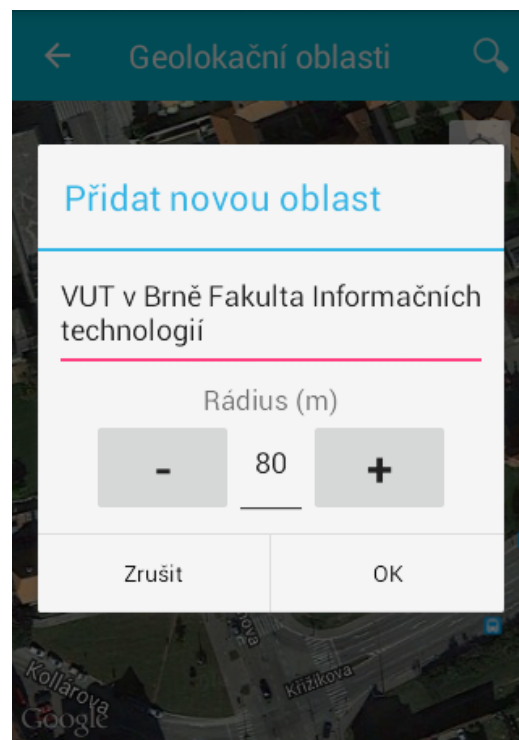 Geolokační oblasti
Přidat novou oblast
VUT v Brně Fakulta Informačních
technologií
Rádius (m)
- 80 +
Zrušit OK
Kollárova
Křižíkova
Google